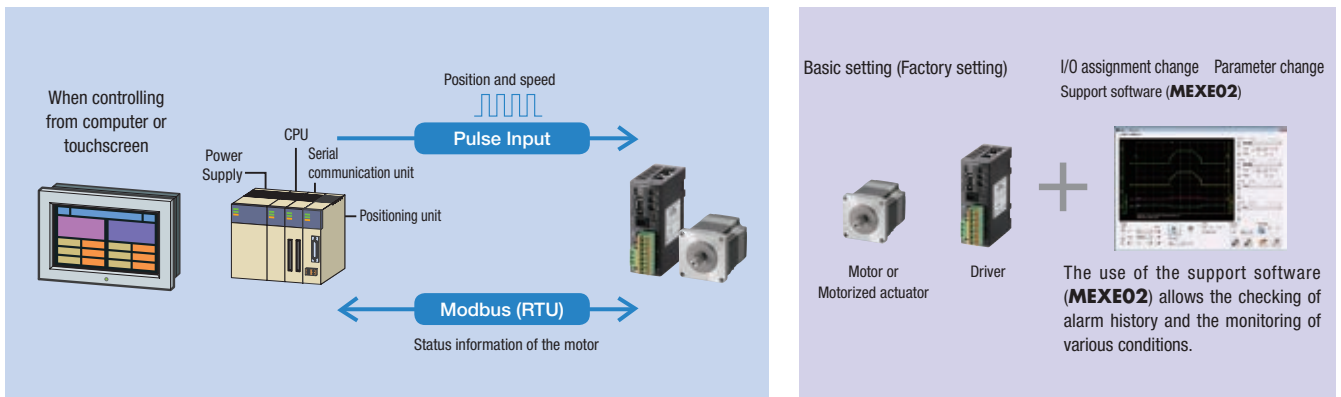 When controlling
from computer or
touchscreen
Power
Supply
CPU
Serial
communication unit
Positioning unit
Position and speed
Pulse Input
Modbus (RTU)
Status information of the motor
Basic setting (Factory setting)
I/O assignment change Parameter change
Support software (MEXE02)
Motor or
Motorized actuator
Driver
The use of the support software
(MEXE02) allows the checking of
alarm history and the monitoring of
various conditions.